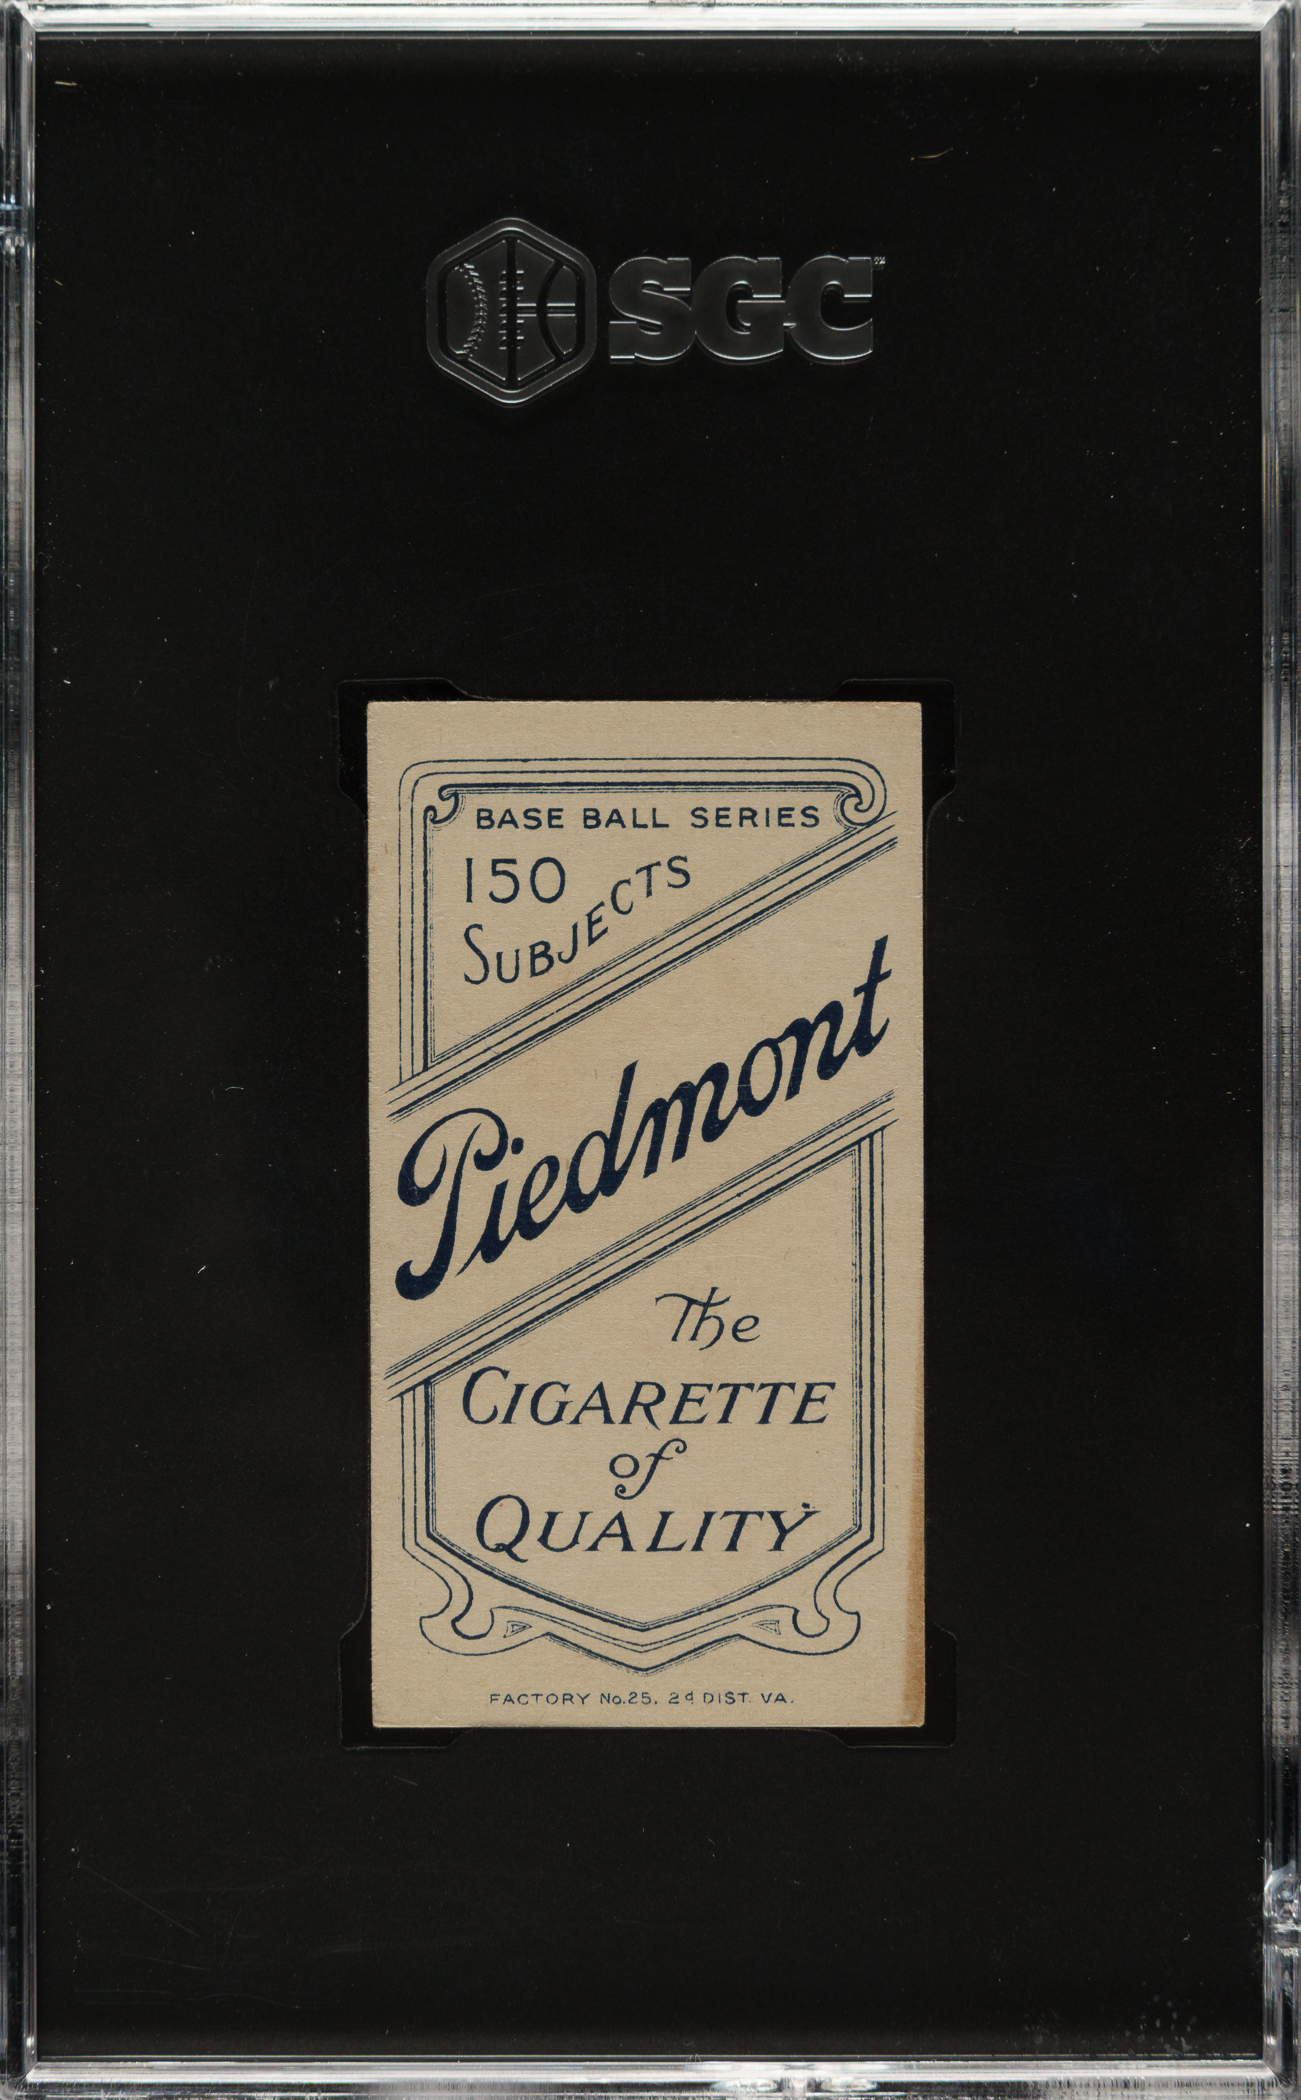 SGC
BASE BALL SERIES
150
SUBJECTS
Piedmont
The
CIGARETTE
of
QUALITY
FACTORY No.25, 2d DIST. VA.